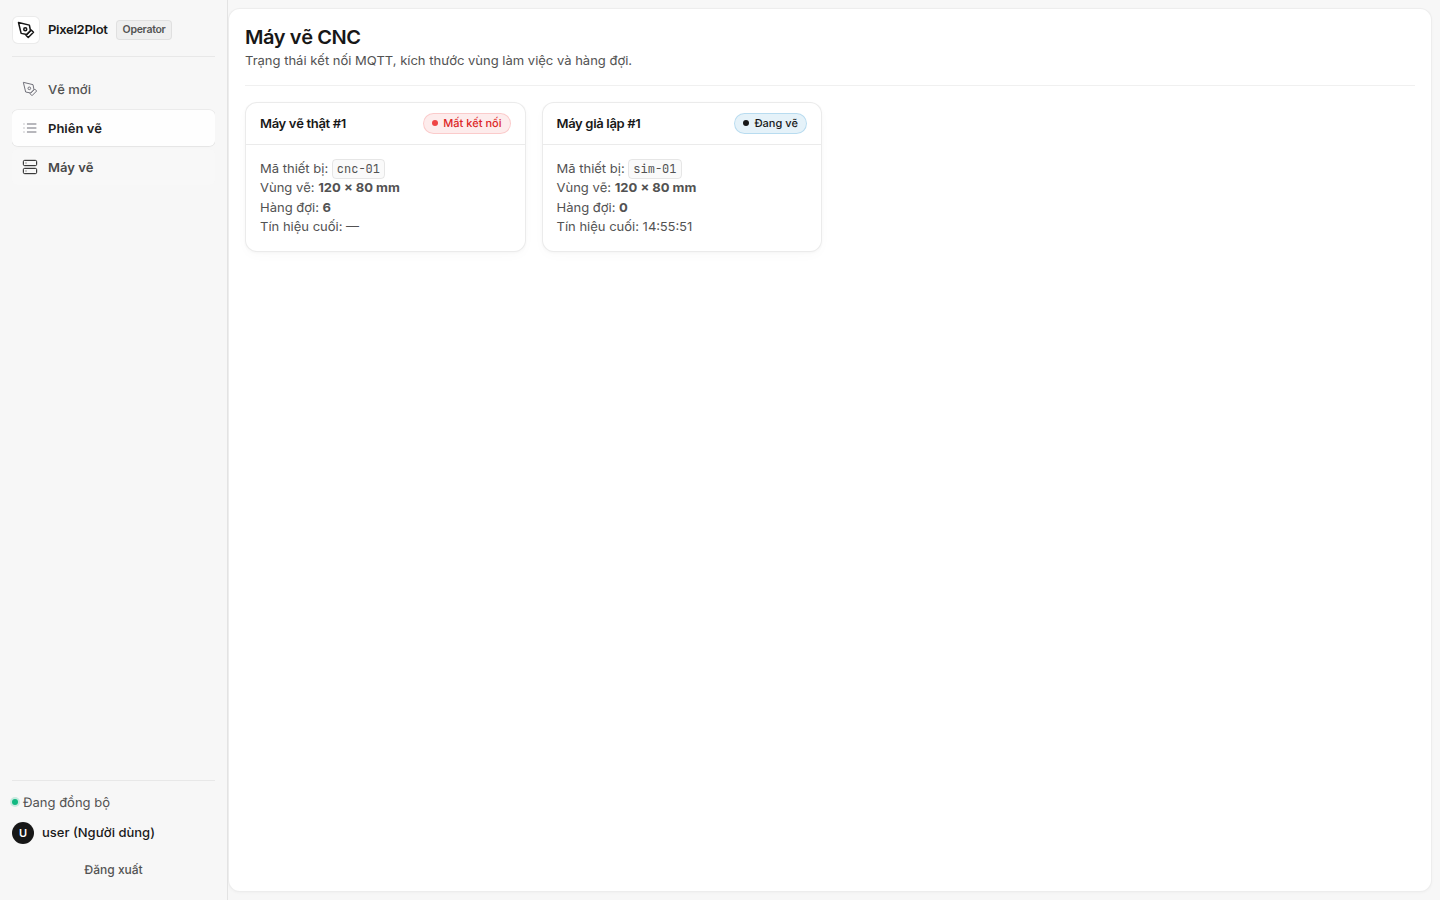 Pixel2Plot Operator
Vẽ mới
Phiên vẽ
Máy vẽ
Máy vẽ CNC
Trạng thái kết nối MQTT, kích thước vùng làm việc và hàng đợi.
Máy vẽ thật #1 Mất kết nối
Mã thiết bị: cnc-01
Vùng vẽ: 120 × 80 mm
Hàng đợi: 6
Tín hiệu cuối: —
Máy giả lập #1 Đang vẽ
Mã thiết bị: sim-01
Vùng vẽ: 120 × 80 mm
Hàng đợi: 0
Tín hiệu cuối: 14:55:51
Đang đồng bộ
U user (Người dùng)
Đăng xuất